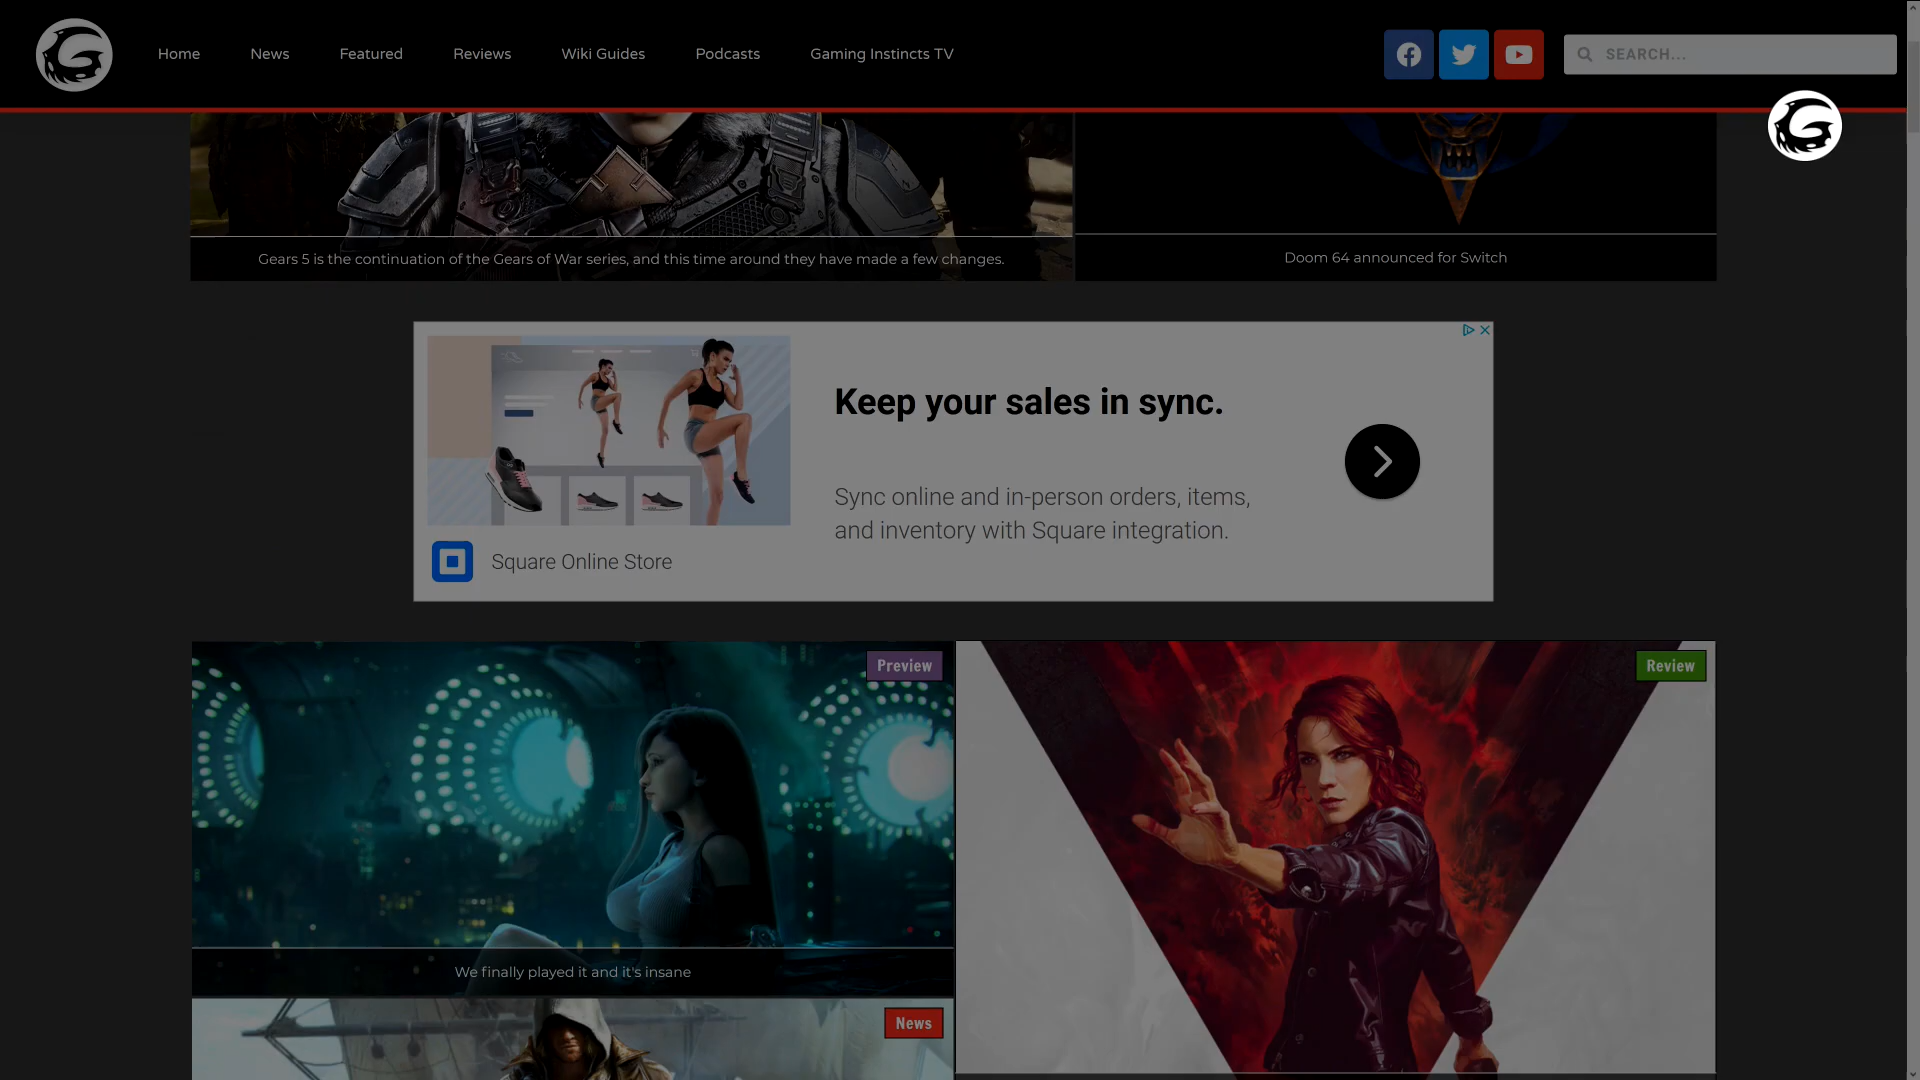 Home News Featured Reviews Wiki Guides Podcasts Gaming Instincts TV
SEARCH...
Gears 5 is the continuation of the Gears of War series, and this time around they have made a few changes.
Doom 64 announced for Switch
Keep your sales in sync.
Sync online and in-person orders, items,
and inventory with Square integration.
Square Online Store
Preview
Review
We finally played it and it's insane
News